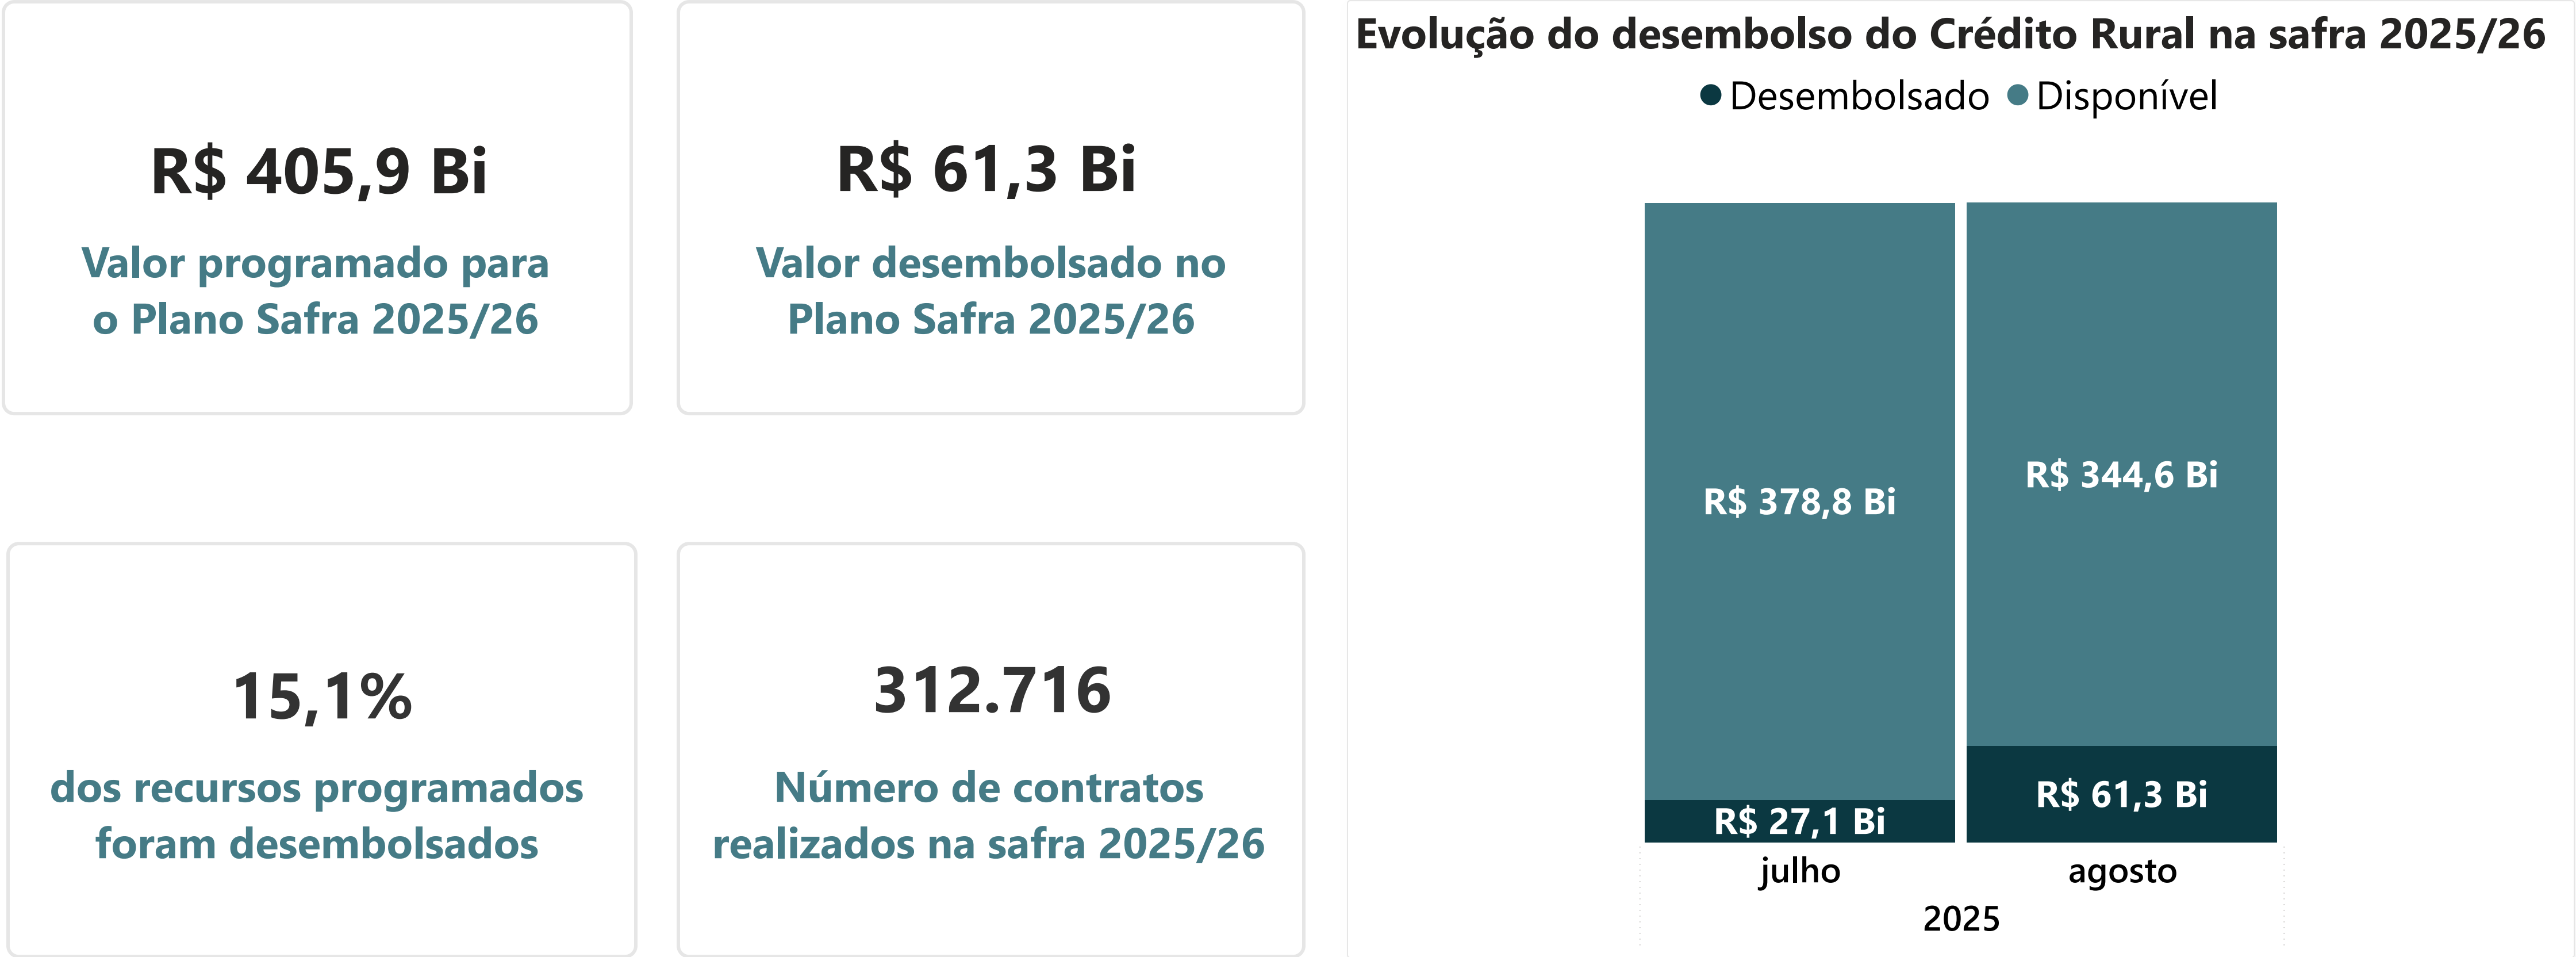 R$ 405,9 Bi
Valor programado para
o Plano Safra 2025/26
R$ 61,3 Bi
Valor desembolsado no
Plano Safra 2025/26
15,1%
dos recursos programados
foram desembolsados
312.716
Número de contratos
realizados na safra 2025/26
Evolução do desembolso do Crédito Rural na safra 2025/26
Desembolsado Disponível
R$ 378,8 Bi
R$ 344,6 Bi
R$ 27,1 Bi
R$ 61,3 Bi
julho agosto
2025